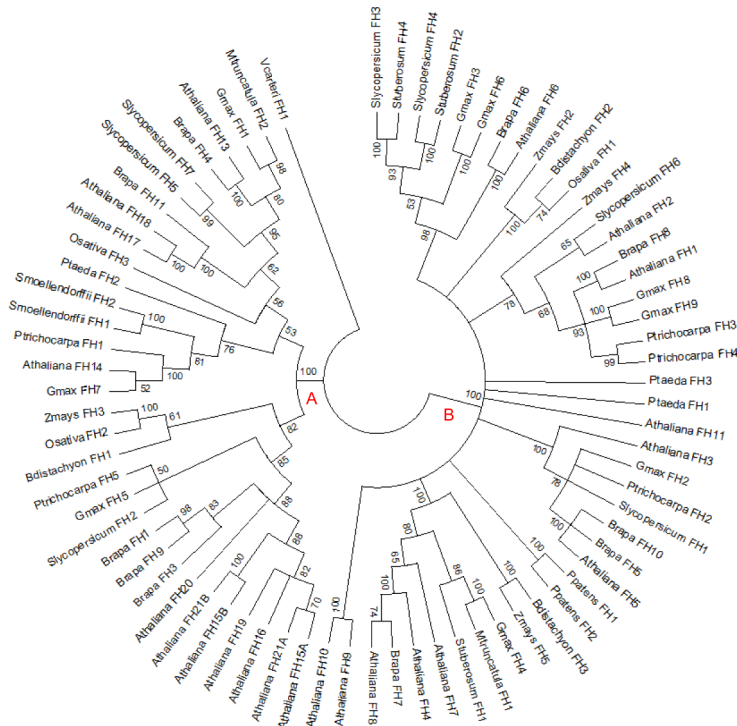 Slycopersicum FH3
Stuberosum FH4
Slycopersicum FH4
Stuberosum FH2
Gmax FH3
Gmax FH6
Brapa FH6
Athaliana FH6
Zmays FH2
Bdistachyon FH2
Osativa FH1
Zmays FH4
Slycopersicum FH6
Athaliana FH2
Brapa FH8
Athaliana FH1
Gmax FH8
Gmax FH9
Ptrichocarpa FH3
Ptrichocarpa FH4
Ptaeda FH3
Ptaeda FH1
Athaliana FH11
Athaliana FH3
Gmax FH2
Ptrichocarpa FH2
Slycopersicum FH1
Brapa FH10
Brapa FH5
Athaliana FH5
Ppatens FH1
Ppatens FH2
Bdistachyon FH3
Zmays FH5
Gmax FH4
Mtruncatula FH1
Stuberosum FH1
Athaliana FH7
Athaliana FH4
Brapa FH7
Athaliana FH8
Athaliana FH9
Athaliana FH10
Athaliana FH15A
Athaliana FH21A
Athaliana FH16
Athaliana FH19
Athaliana FH15B
Athaliana FH21B
Athaliana FH20
Brapa FH3
Brapa FH9
Brapa FH1
Slycopersicum FH2
Gmax FH5
Ptrichocarpa FH5
Bdistachyon FH1
Osativa FH2
Zmays FH3
Gmax FH7
Athaliana FH14
Ptrichocarpa FH1
Smoellendorffii FH1
Smoellendorffii FH2
Ptaeda FH2
Osativa FH3
Athaliana FH17
Athaliana FH18
Brapa FH11
Slycopersicum FH5
Slycopersicum FH7
Brapa FH4
Athaliana FH13
Gmax FH1
Mtruncatula FH2
Vcarteri FH1
A
B
100
100
93
100
53
100
98
100
74
78
65
68
100
100
93
99
100
78
100
100
100
100
80
86
100
65
100
74
100
70
82
88
100
88
83
98
85
50
82
61
100
52
100
81
100
76
53
56
100
100
62
99
95
100
80
98
100